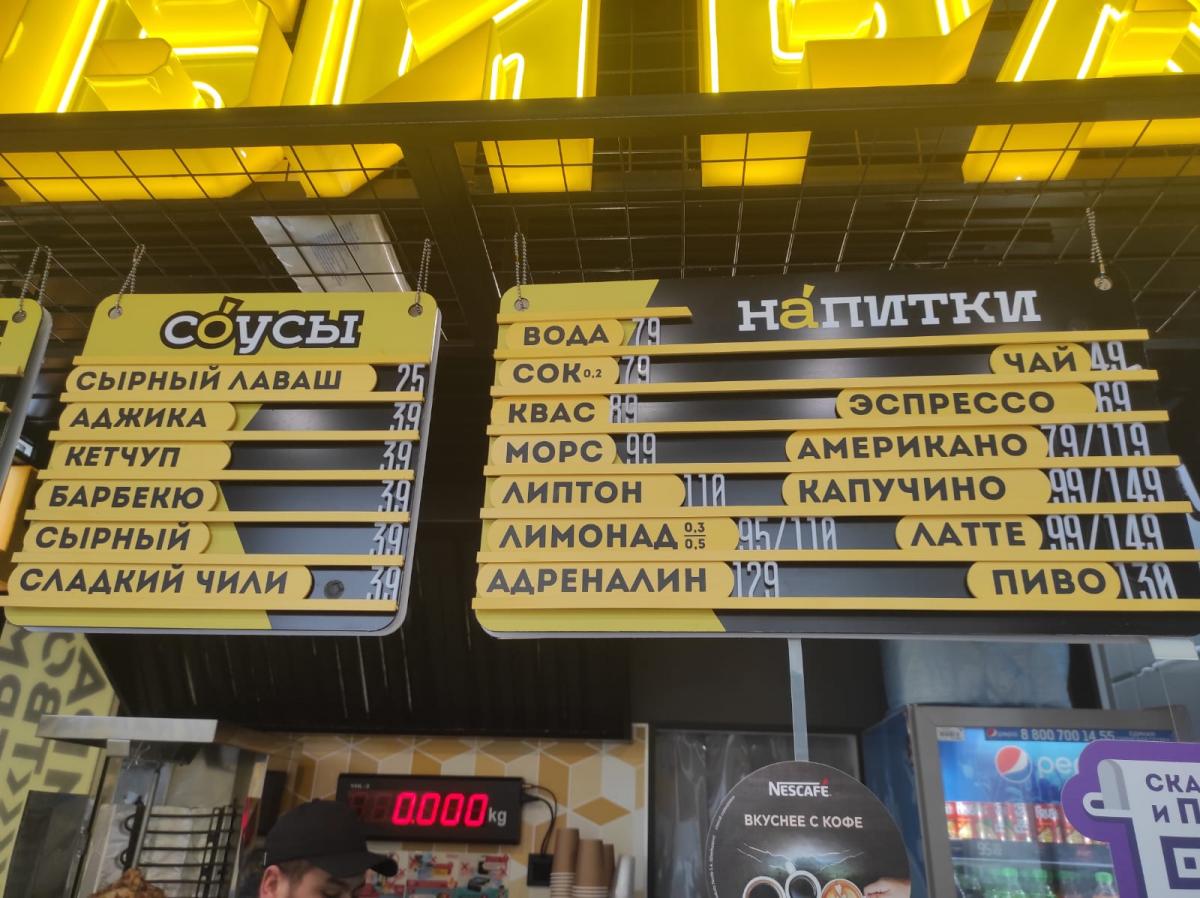 СОУСЫ
СЫРНЫЙ ЛАВАШ 25
АДЖИКА 39
КЕТЧУП 39
БАРБЕКЮ 39
СЫРНЫЙ 39
СЛАДКИЙ ЧИЛИ 39
НАПИТКИ
ВОДА 79
СОК 0,2 79
КВАС 89
МОРС 99
ЛИПТОН 110
ЛИМОНАД 0,3 0,5 95/110
АДРЕНАЛИН 129
ЧАЙ 49
ЭСПРЕССО 69
АМЕРИКАНО 79/119
КАПУЧИНО 99/149
ЛАТТЕ 99/149
ПИВО 130
0.000 kg
NESCAFÉ
ВКУСНЕЕ С КОФЕ
pepsi 8 800 700 14 55
pep
СКА
И П